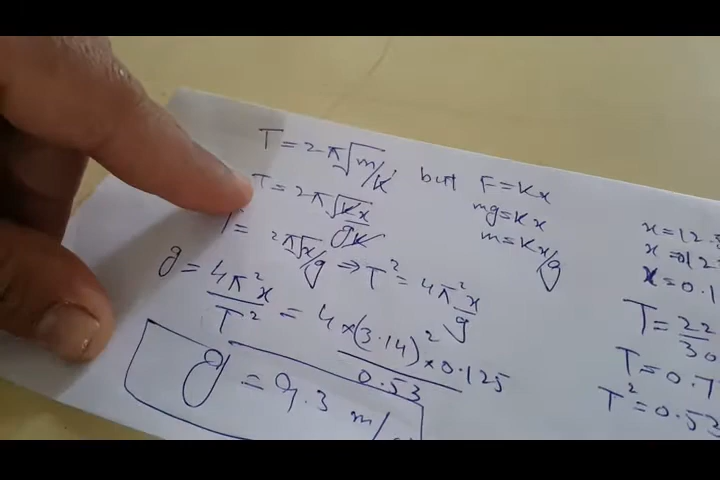 T = 2π√m/k but F = Kx
T = 2π√Kx/gK mg = Kx
T = 2π√x/g ⇒ T² = 4π²x/g m = Kx/g
g = 4π²x/T² = 4×(3.14)²×0.125/0.53
g = 9.3 m/
x = 12.5
x = 0.1
T = 22/30
T = 0.7
T² = 0.53